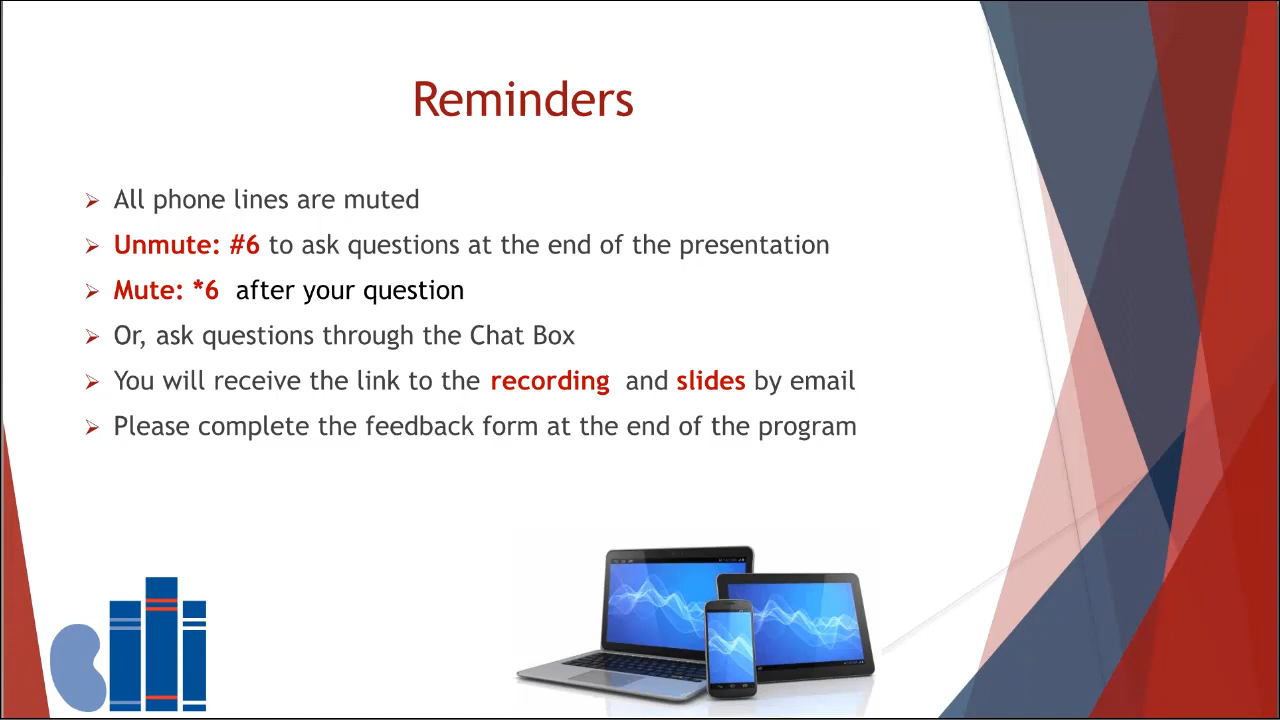 Reminders
All phone lines are muted
Unmute: #6 to ask questions at the end of the presentation
Mute: *6 after your question
Or, ask questions through the Chat Box
You will receive the link to the recording and slides by email
Please complete the feedback form at the end of the program